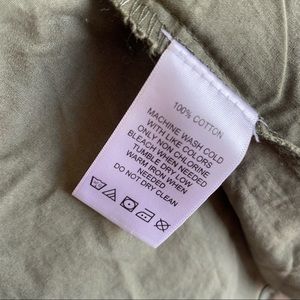 100% COTTON
MACHINE WASH COLD
WITH LIKE COLORS
ONLY NON CHLORINE
BLEACH WHEN NEEDED
TUMBLE DRY LOW
WARM IRON WHEN
NEEDED
DO NOT DRY CLEAN